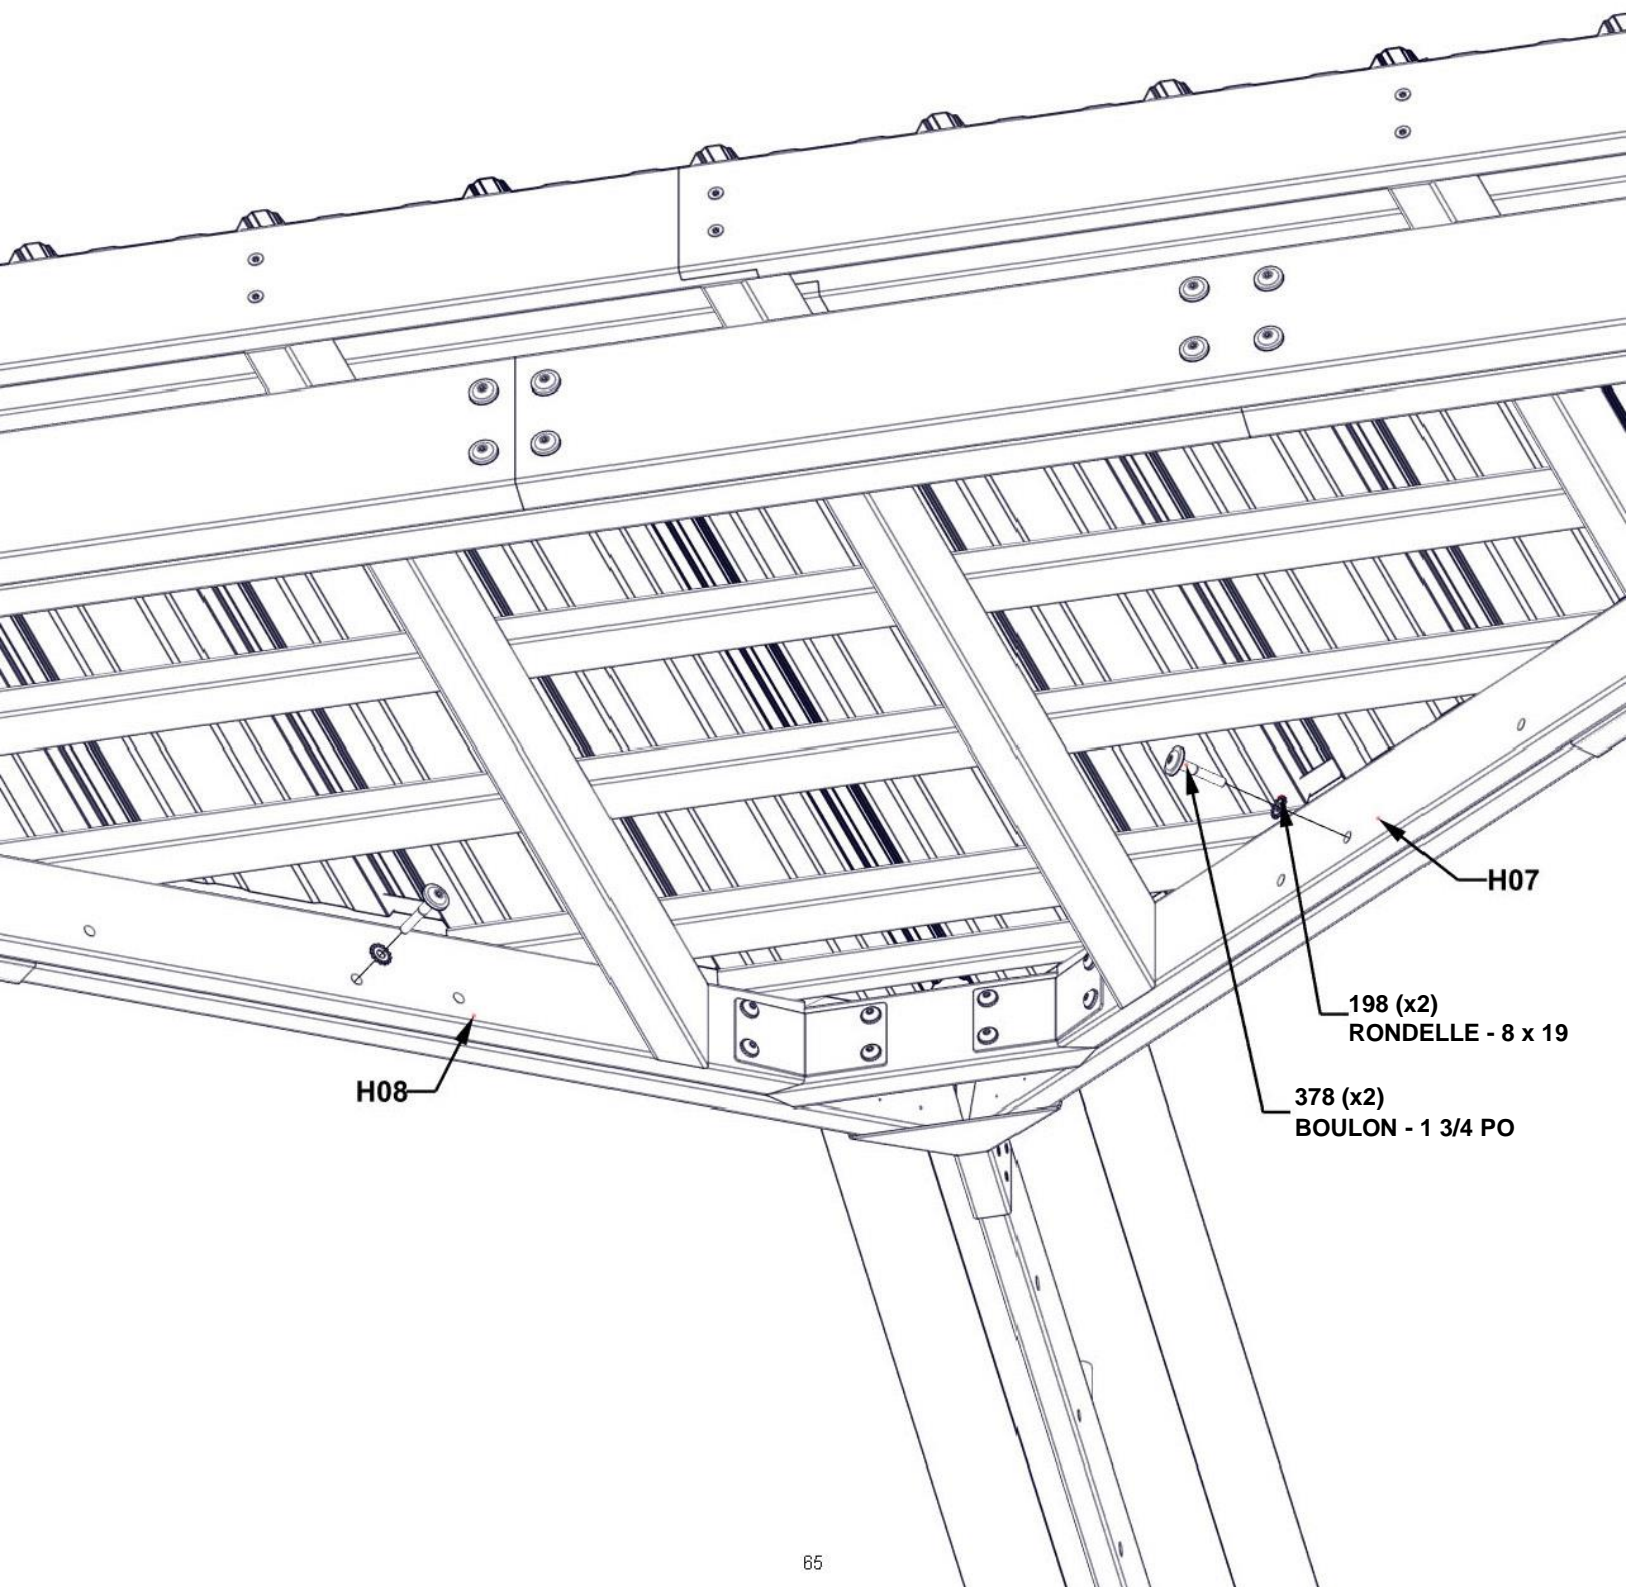 H07
198 (x2)
RONDELLE - 8 x 19
H08
378 (x2)
BOULON - 1 3/4 PO
65